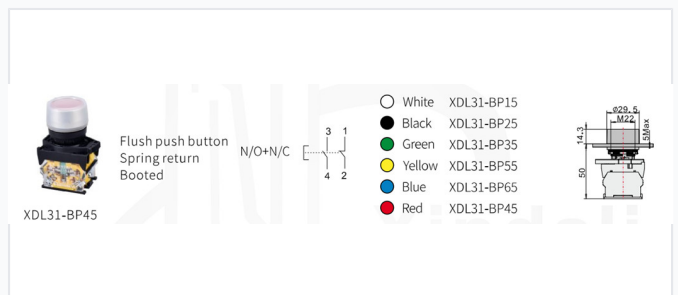 XDL31-BP45
Flush push button
Spring return
Booted
N/O+N/C
3 1
4 2
White XDL31-BP15
Black XDL31-BP25
Green XDL31-BP35
Yellow XDL31-BP55
Blue XDL31-BP65
Red XDL31-BP45
ø29.5
M22
14.3
5Max
50